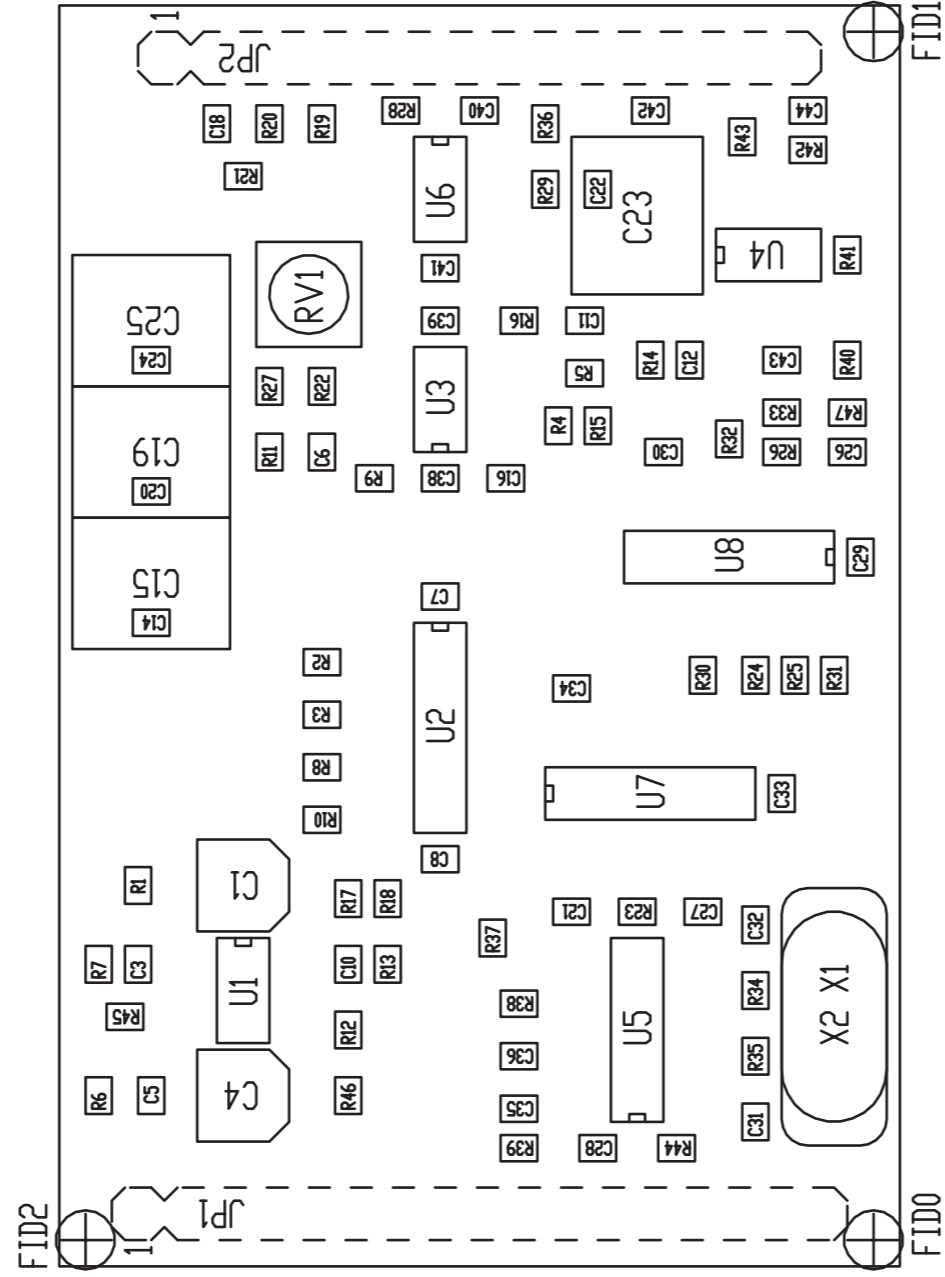 1
FID1
JP2
C18
R20
R19
R28
C40
R36
C42
C44
R43
R42
R21
U6
R29
C22
C23
U4
R41
C41
RV1
C25
C24
C39
R16
C11
R14
C12
C43
R40
R5
R27
R22
U3
R4
R15
R33
R47
R32
R11
C6
C19
C20
R9
C38
C16
C30
R26
C26
U8
C29
C15
C14
C7
R2
C34
R30
R24
R25
R31
R3
U2
R8
U7
C33
R10
C8
R1
C1
R17
R18
C21
R23
C27
C32
R37
R7
C3
U1
C10
R13
R34
X2 X1
R45
R12
R38
U5
C36
R35
R6
C5
C4
R46
C35
C31
R39
C28
R44
JP1
1
FID2
FID0